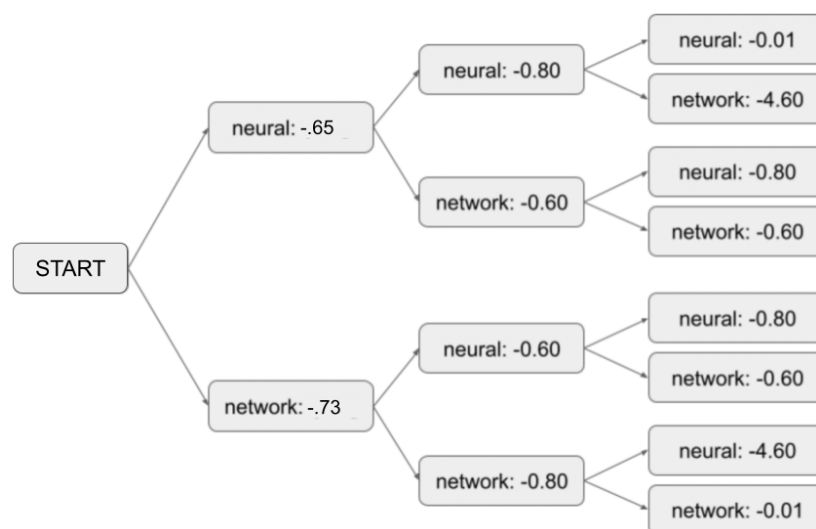 neural: -0.01
neural: -0.80
network: -4.60
neural: -.65
neural: -0.80
network: -0.60
network: -0.60
START
neural: -0.80
neural: -0.60
network: -0.60
network: -.73
neural: -4.60
network: -0.80
network: -0.01